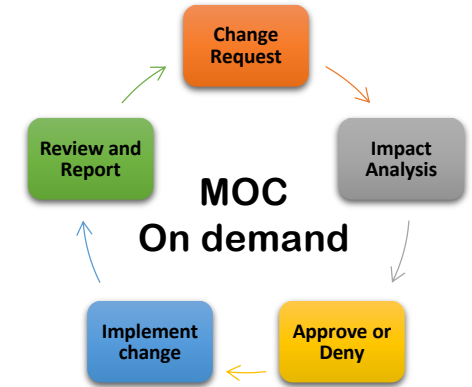 Change
Request
Impact
Analysis
Approve or
Deny
Implement
change
Review and
Report
MOC
On demand